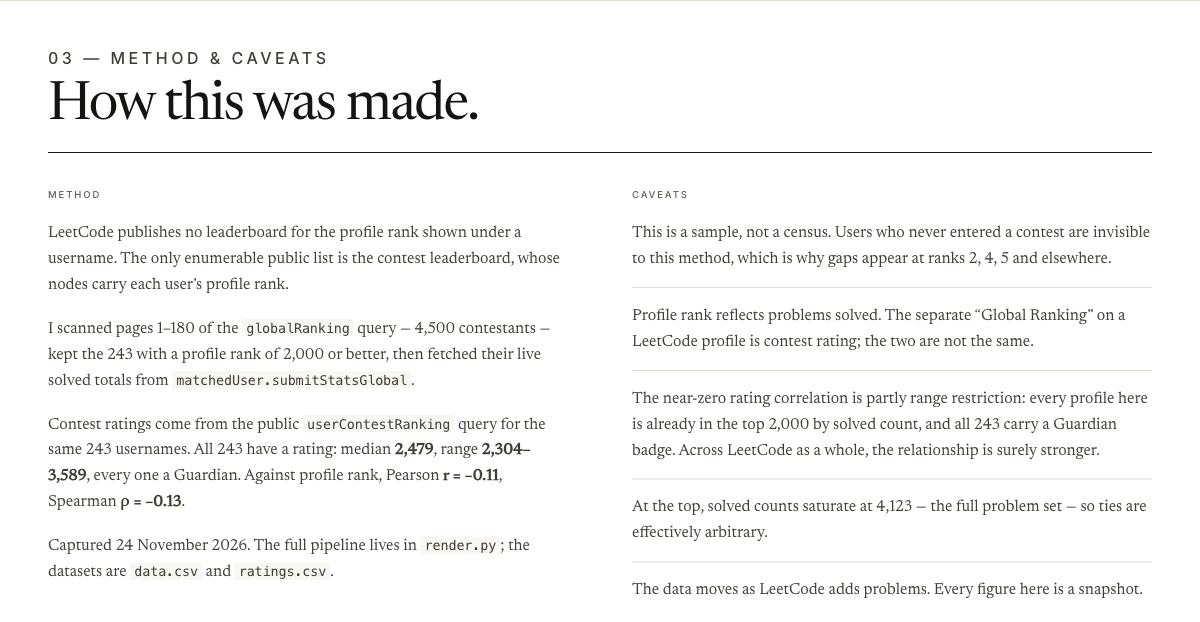 03 — METHOD & CAVEATS
How this was made.
METHOD
LeetCode publishes no leaderboard for the profile rank shown under a
username. The only enumerable public list is the contest leaderboard, whose
nodes carry each user’s profile rank.
I scanned pages 1–180 of the globalRanking query — 4,500 contestants —
kept the 243 with a profile rank of 2,000 or better, then fetched their live
solved totals from matchedUser.submitStatsGlobal.
Contest ratings come from the public userContestRanking query for the
same 243 usernames. All 243 have a rating: median 2,479, range 2,304–
3,589, every one a Guardian. Against profile rank, Pearson r = −0.11,
Spearman ρ = −0.13.
Captured 24 November 2026. The full pipeline lives in render.py; the
datasets are data.csv and ratings.csv.
CAVEATS
This is a sample, not a census. Users who never entered a contest are invisible
to this method, which is why gaps appear at ranks 2, 4, 5 and elsewhere.
Profile rank reflects problems solved. The separate “Global Ranking” on a
LeetCode profile is contest rating; the two are not the same.
The near-zero rating correlation is partly range restriction: every profile here
is already in the top 2,000 by solved count, and all 243 carry a Guardian
badge. Across LeetCode as a whole, the relationship is surely stronger.
At the top, solved counts saturate at 4,123 — the full problem set — so ties are
effectively arbitrary.
The data moves as LeetCode adds problems. Every figure here is a snapshot.